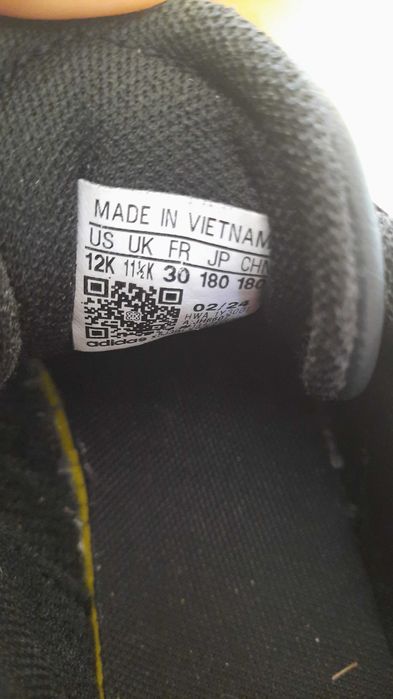 MADE IN VIETNAM
US UK FR JP CHN
12K 11½K 30 180 180
02/24
adidas